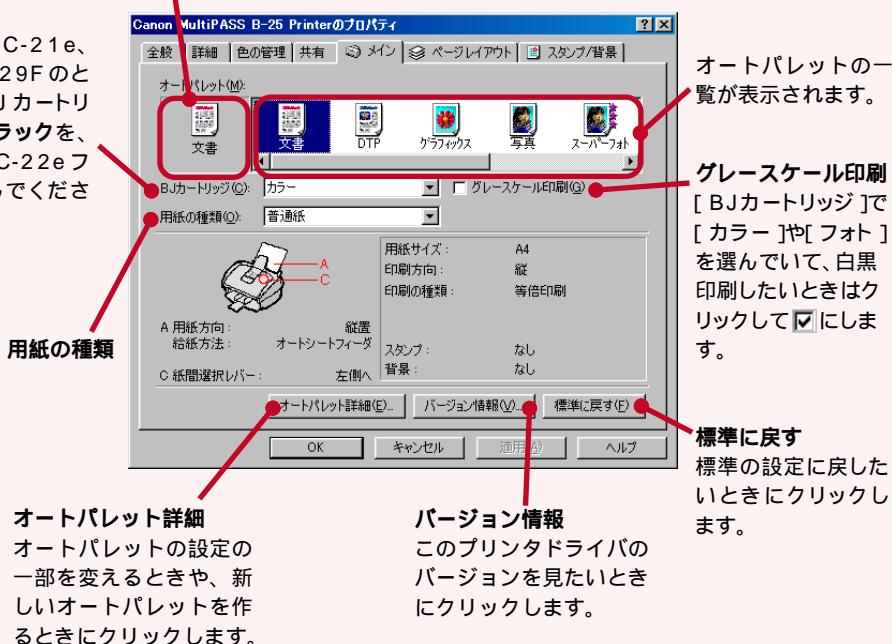 C-21e、
29Fのと
Jカートリ
ラックを、
C-22eフ
でくださ
Canon MultiPASS B-25 Printerのプロパティ
全般
詳細
色の管理
共有
メイン
ページレイアウト
スタンプ/背景
オートパレット(M):
文書
文書
DTP
グラフィックス
写真
スーパーフォト
BJカートリッジ(C):
カラー
グレースケール印刷(G)
用紙の種類(O):
普通紙
A
C
A 用紙方向: 縦置
給紙方法: オートシートフィーダ
C 紙間選択レバー: 左側へ
用紙サイズ: A4
印刷方向: 縦
印刷の種類: 等倍印刷
スタンプ: なし
背景: なし
オートパレット詳細(E)...
バージョン情報(V)...
標準に戻す(F)
OK
キャンセル
適用(A)
ヘルプ
オートパレットの一
覧が表示されます。
グレースケール印刷
[ BJカートリッジ ]で
[ カラー ]や[ フォト ]
を選んでいて、白黒
印刷したいときはク
リックして☑にしま
す。
用紙の種類
標準に戻す
標準の設定に戻した
いときにクリックし
ます。
オートパレット詳細
オートパレットの設定の
一部を変えるときや、新
しいオートパレットを作
るときにクリックします。
バージョン情報
このプリンタドライバの
バージョンを見たいとき
にクリックします。